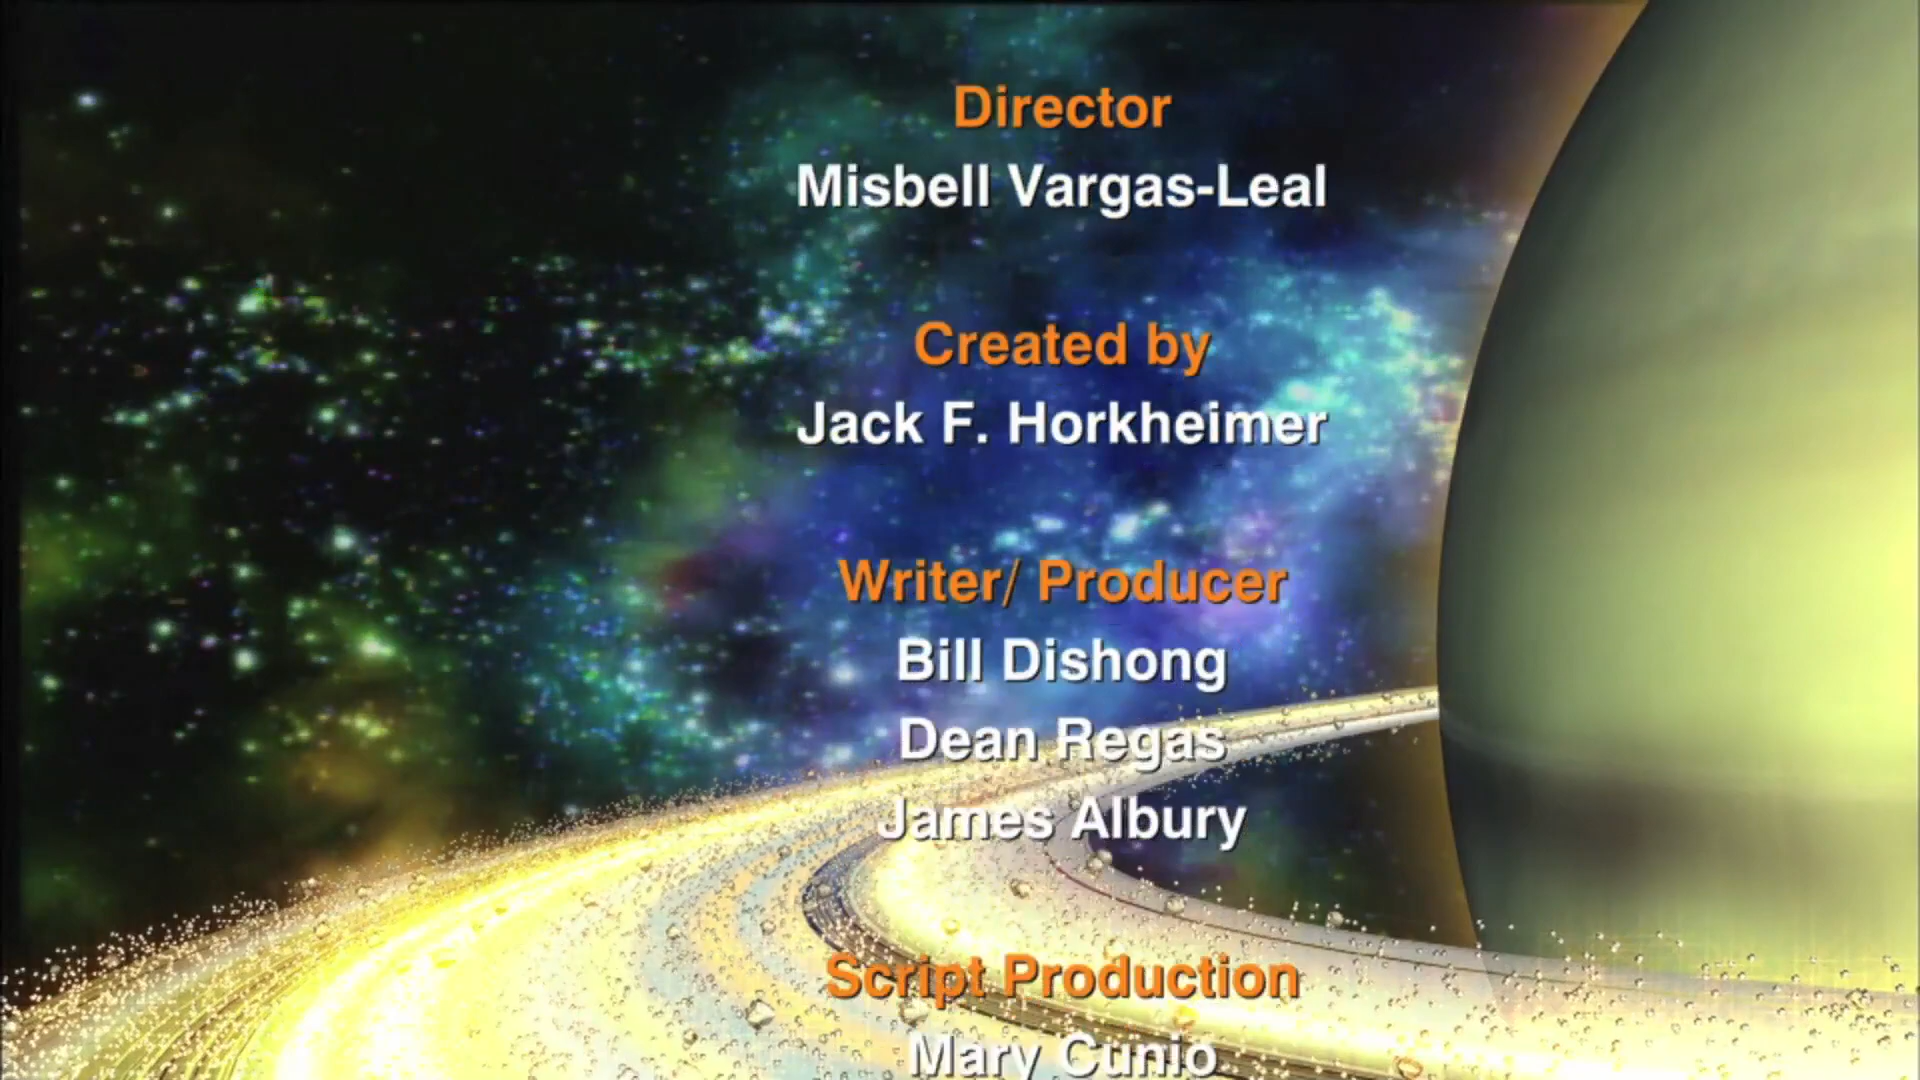 Director
Misbell Vargas-Leal
Created by
Jack F. Horkheimer
Writer/ Producer
Bill Dishong
Dean Regas
James Albury
Script Production
Mary Cunio